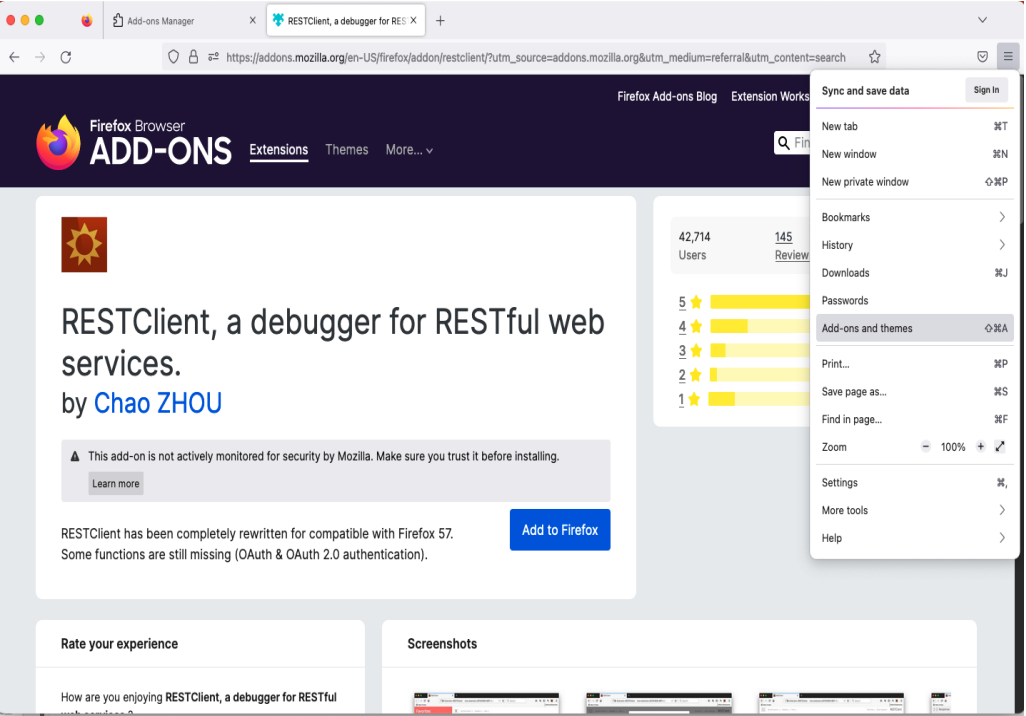 Add-ons Manager
RESTClient, a debugger for RES
https://addons.mozilla.org/en-US/firefox/addon/restclient/?utm_source=addons.mozilla.org&utm_medium=referral&utm_content=search
Firefox Add-ons Blog
Extension Works
Firefox Browser
ADD-ONS
Extensions
Themes
More...
Fin
Sync and save data
Sign In
New tab ⌘T
New window ⌘N
New private window ⇧⌘P
Bookmarks
History
Downloads ⌘J
Passwords
Add-ons and themes ⇧⌘A
Print... ⌘P
Save page as... ⌘S
Find in page... ⌘F
Zoom − 100% +
Settings ⌘,
More tools
Help
RESTClient, a debugger for RESTful web
services.
by Chao ZHOU
This add-on is not actively monitored for security by Mozilla. Make sure you trust it before installing.
Learn more
RESTClient has been completely rewritten for compatible with Firefox 57.
Some functions are still missing (OAuth & OAuth 2.0 authentication).
Add to Firefox
42,714
Users
145
Review
5
4
3
2
1
Rate your experience
How are you enjoying RESTClient, a debugger for RESTful
web services?
Screenshots